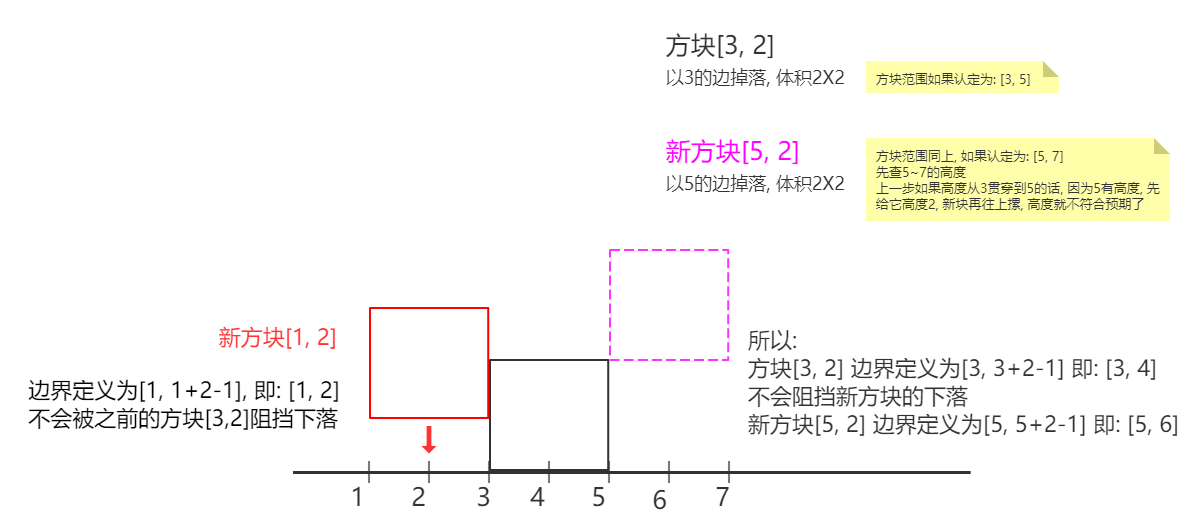 方块[3, 2]
以3的边掉落, 体积2X2
方块范围如果认定为: [3, 5]
新方块[5, 2]
以5的边掉落, 体积2X2
方块范围同上, 如果认定为: [5, 7]
先查5~7的高度
上一步如果高度从3贯穿到5的话, 因为5有高度, 先
给它高度2, 新块再往上摞, 高度就不符合预期了
新方块[1, 2]
边界定义为[1, 1+2-1], 即: [1, 2]
不会被之前的方块[3,2]阻挡下落
所以:
方块[3, 2] 边界定义为[3, 3+2-1] 即: [3, 4]
不会阻挡新方块的下落
新方块[5, 2] 边界定义为[5, 5+2-1] 即: [5, 6]
1 2 3 4 5 6 7